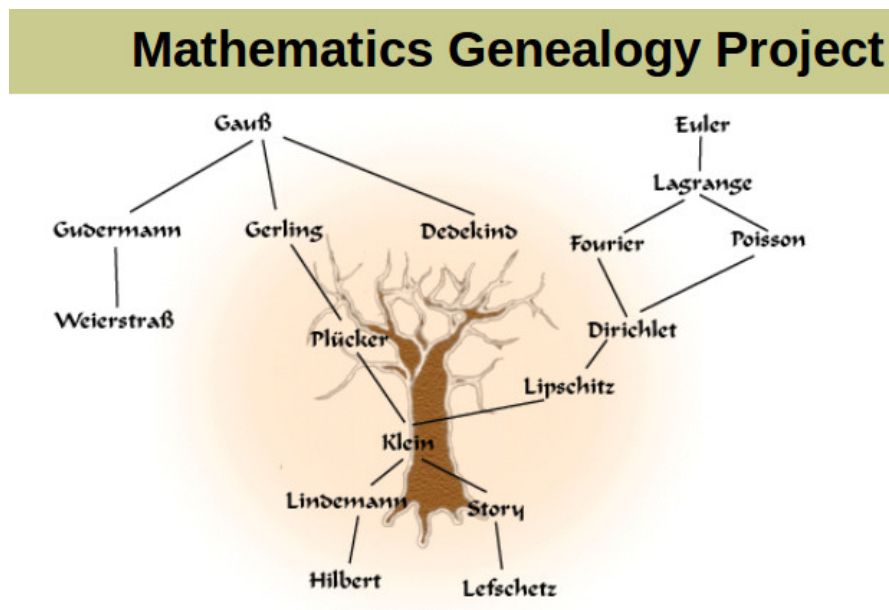 Mathematics Genealogy Project
Gauß
Euler
Lagrange
Gudermann
Gerling
Dedekind
Fourier
Poisson
Weierstraß
Plücker
Dirichlet
Lipschitz
Klein
Lindemann
Story
Hilbert
Lefschetz